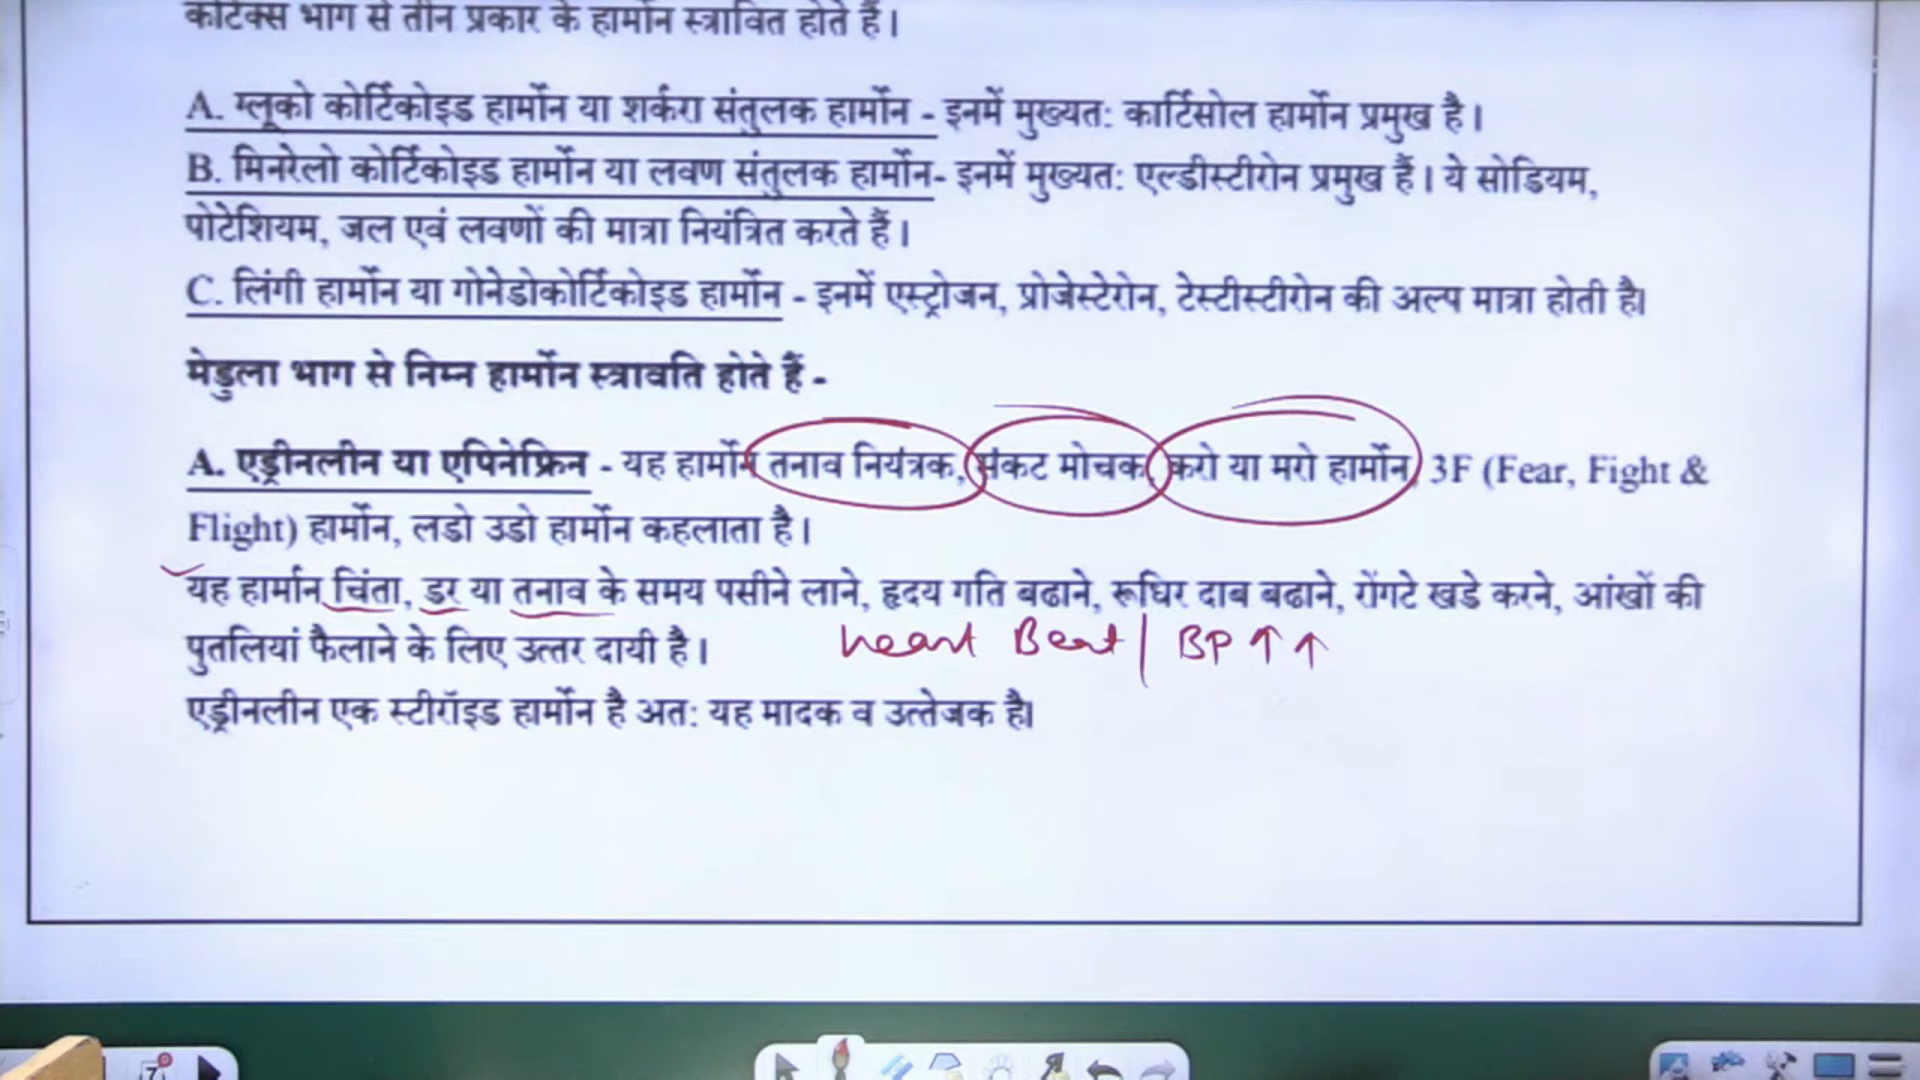 कोर्टिक्स भाग से तीन प्रकार के हार्मोन स्त्रावित होते हैं।
A. ग्लूको कोर्टिकोइड हार्मोन या शर्करा संतुलक हार्मोन - इनमें मुख्यत: कार्टिसोल हार्मोन प्रमुख है।
B. मिनरेलो कोर्टिकोइड हार्मोन या लवण संतुलक हार्मोन- इनमें मुख्यत: एल्डीस्टीरोन प्रमुख हैं। ये सोडियम,
पोटेशियम, जल एवं लवणों की मात्रा नियंत्रित करते हैं।
C. लिंगी हार्मोन या गोनेडोकोर्टिकोइड हार्मोन - इनमें एस्ट्रोजन, प्रोजेस्टेरोन, टेस्टीस्टीरोन की अल्प मात्रा होती है।
मेडुला भाग से निम्न हार्मोन स्त्रावति होते हैं -
A. एड्रीनलीन या एपिनेफ्रिन - यह हार्मोन तनाव नियंत्रक, संकट मोचक, करो या मरो हार्मोन, 3F (Fear, Fight &
Flight) हार्मोन, लडो उडो हार्मोन कहलाता है।
यह हार्मोन चिंता, डर या तनाव के समय पसीने लाने, हृदय गति बढाने, रूधिर दाब बढाने, रोंगटे खडे करने, आंखों की
पुतलियां फैलाने के लिए उत्तर दायी है।
heart Beat | BP ↑ ↑
एड्रीनलीन एक स्टीरॉइड हार्मोन है अत: यह मादक व उत्तेजक है।